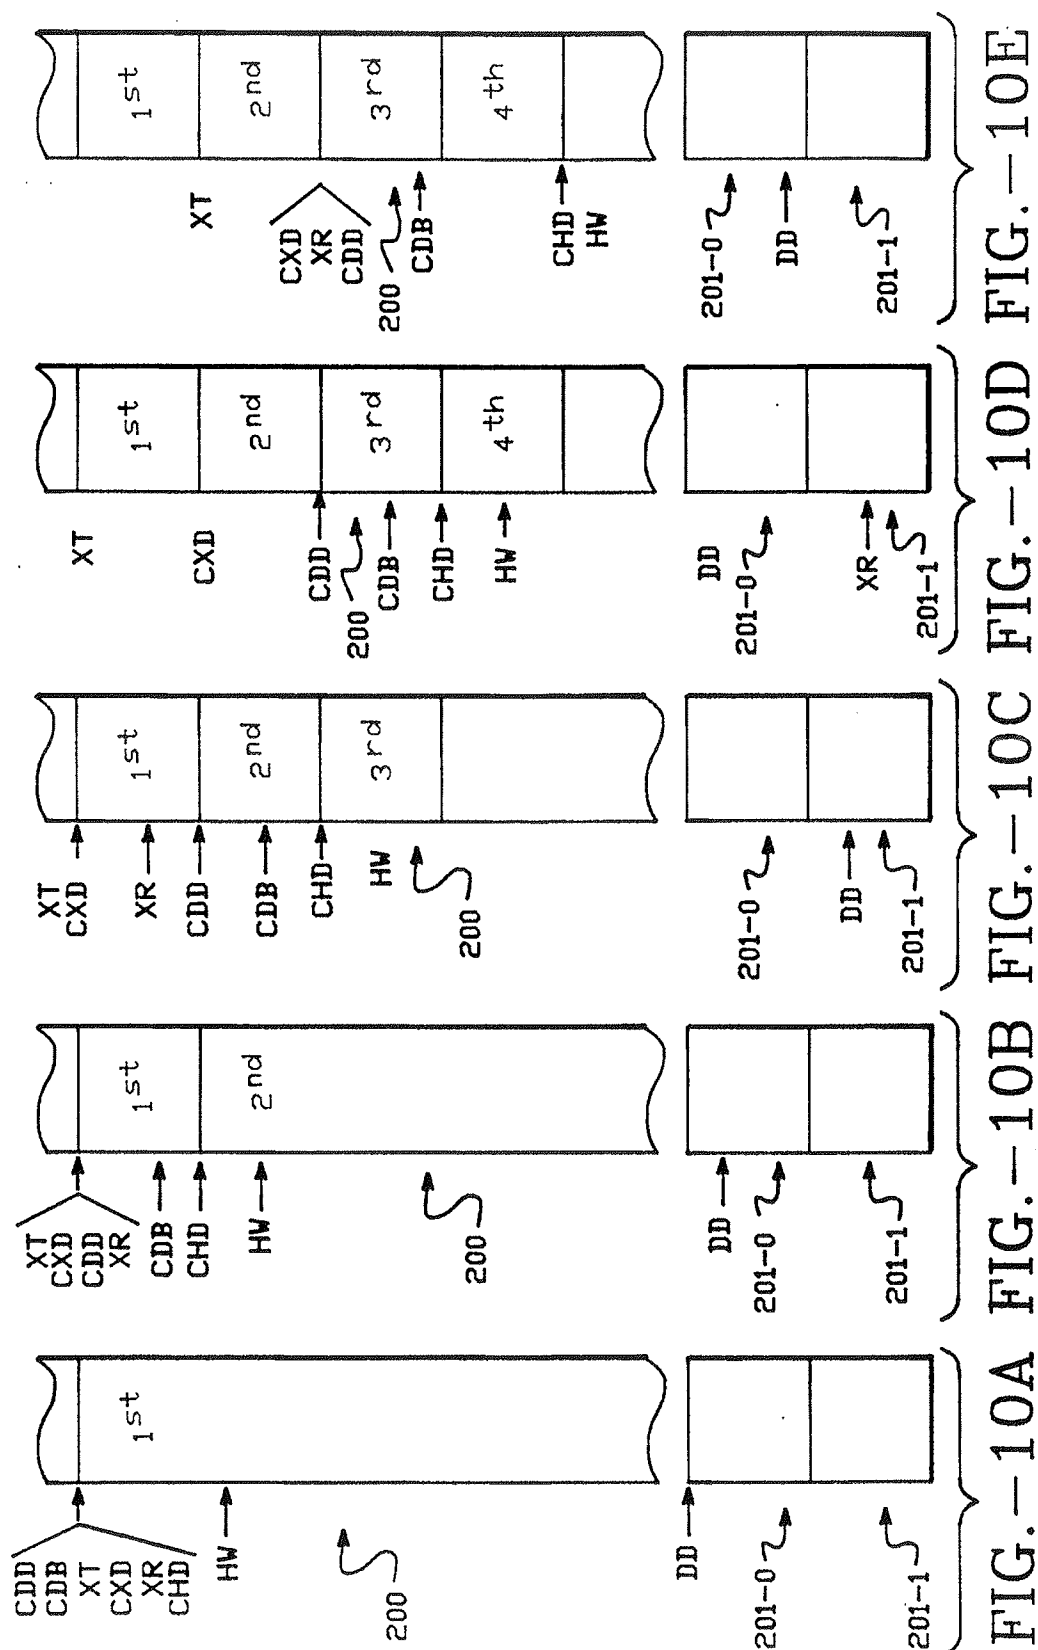 CDD
CDB
XT
CXD
XR
CHD
HW
200
1st
DD
201-0
201-1
FIG.—10A
XT
CXD
CDD
XR
CDB
CHD
HW
200
1st
2nd
DD
201-0
201-1
FIG.—10B
XT
CXD
XR
CDD
CDB
CHD
HW
200
1st
2nd
3rd
201-0
DD
201-1
FIG.—10C
XT
CXD
CDD
200
CDB
CHD
HW
1st
2nd
3rd
4th
DD
201-0
XR
201-1
FIG.—10D
XT
CXD
XR
CDD
200
CDB
CHD
HW
1st
2nd
3rd
4th
201-0
DD
201-1
FIG.—10E